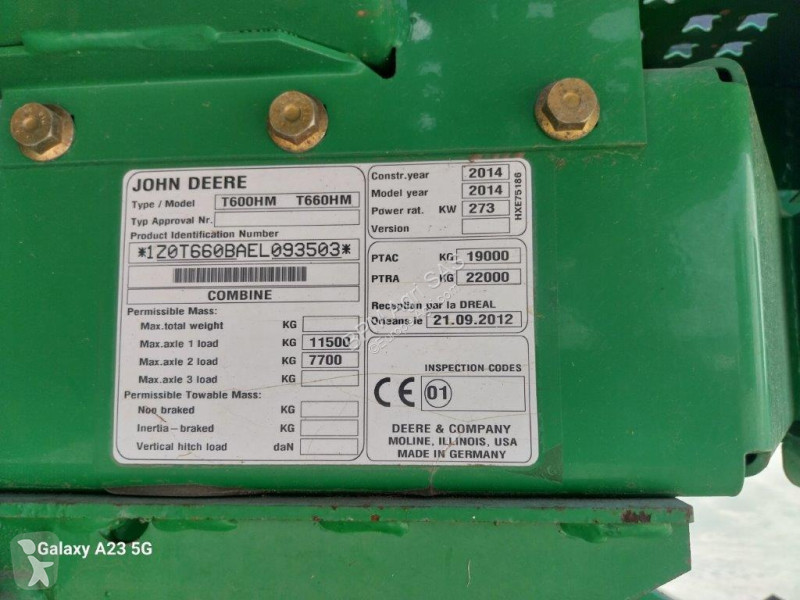 JOHN DEERE
Type / Model T600HM T660HM
Typ Approval Nr.
Product Identification Number
*1Z0T660BAEL093503*
COMBINE
Permissible Mass:
Max.total weight KG
Max.axle 1 load KG 11500
Max.axle 2 load KG 7700
Max.axle 3 load KG
Permissible Towable Mass:
Noo braked KG
Inertia-braked KG
Vertical hitch load daN
Constr.year 2014
Model year 2014
Power rat. KW 273
Version
HXE75186
PTAC KG 19000
PTRA KG 22000
Reception par la DREAL
Orleans le 21.09.2012
INSPECTION CODES
CE 01
DEERE & COMPANY
MOLINE, ILLINOIS, USA
MADE IN GERMANY
Galaxy A23 5G